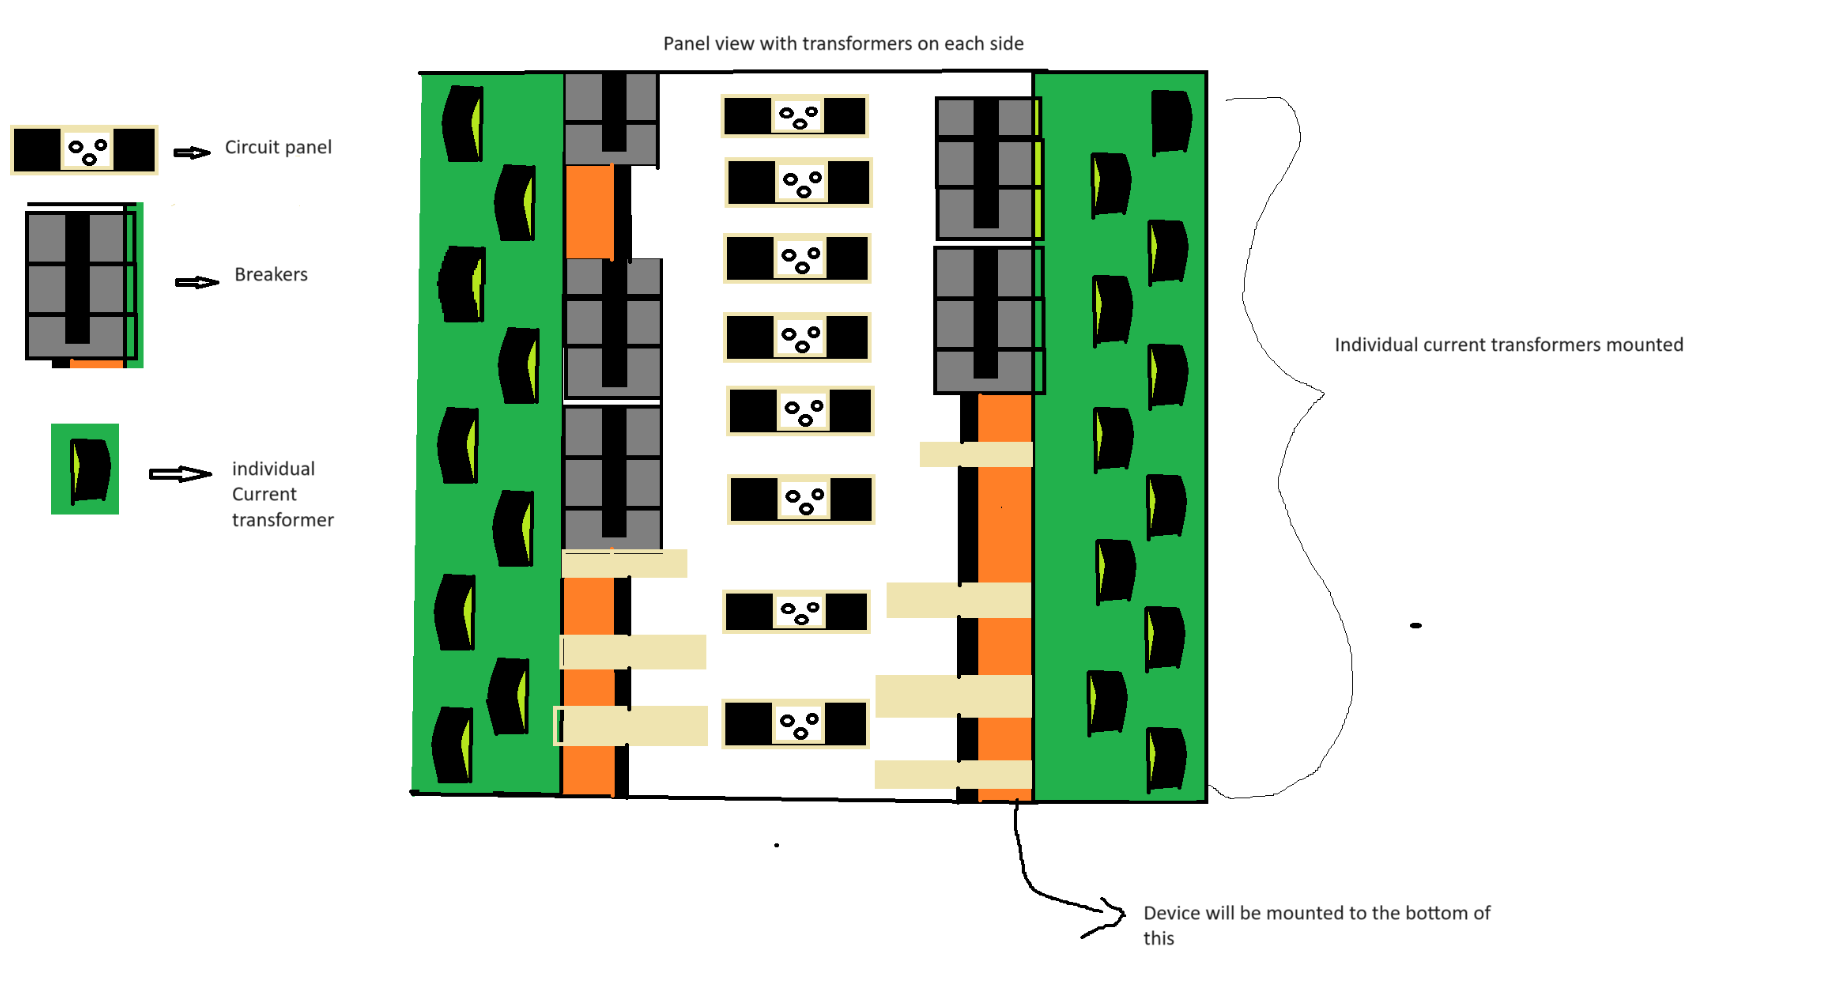 Panel view with transformers on each side
Circuit panel
Breakers
individual
Current
transformer
Individual current transformers mounted
Device will be mounted to the bottom of
this